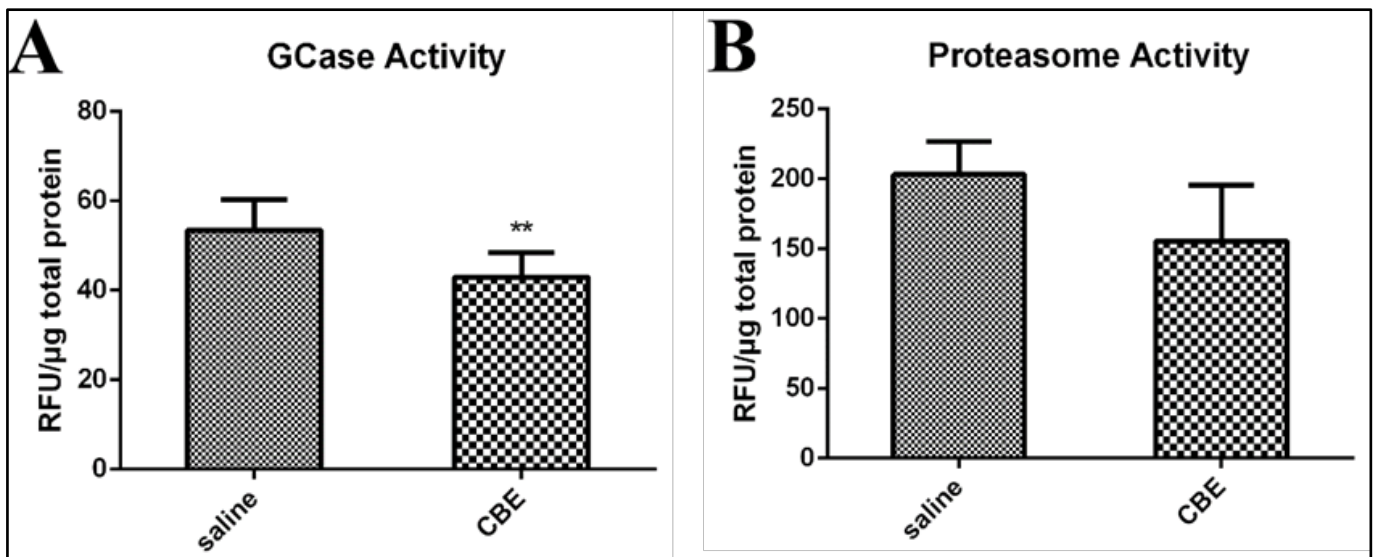 A
GCase Activity
RFU/µg total protein
80
60
40
20
0
**
saline
CBE
B
Proteasome Activity
RFU/µg total protein
250
200
150
100
50
0
saline
CBE